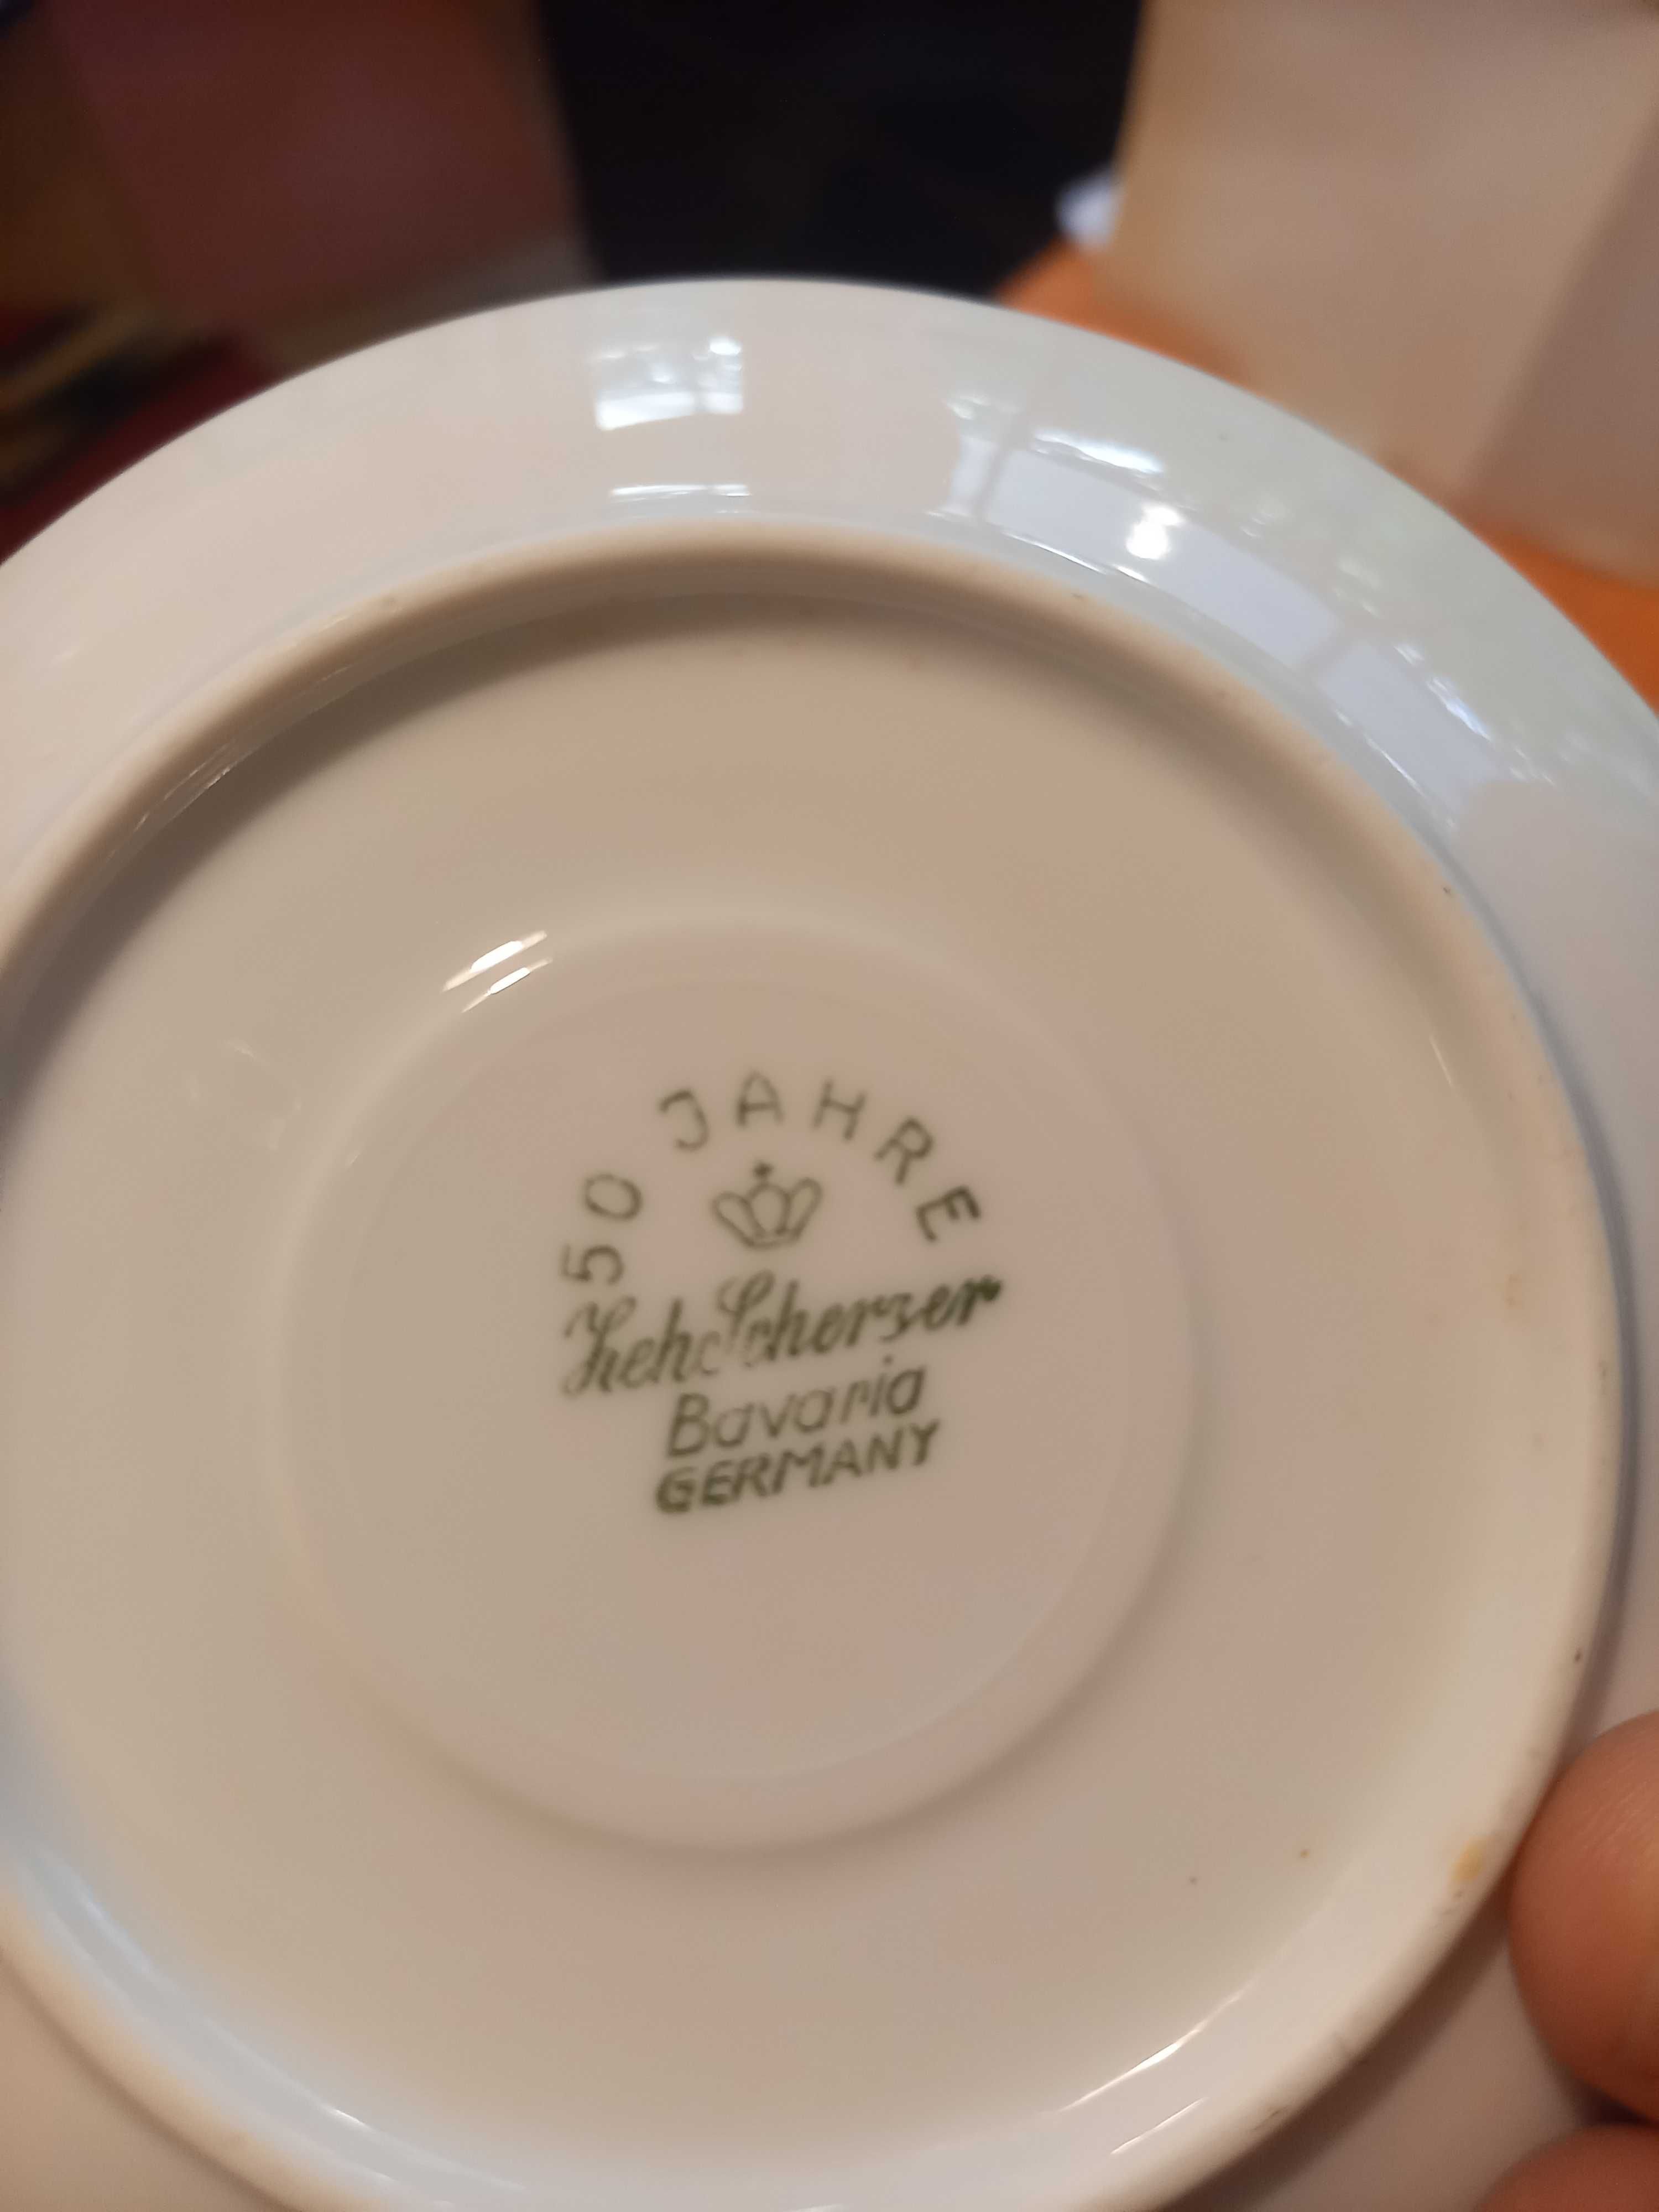 50 JAHRE
Zeh Scherzer
Bavaria
GERMANY